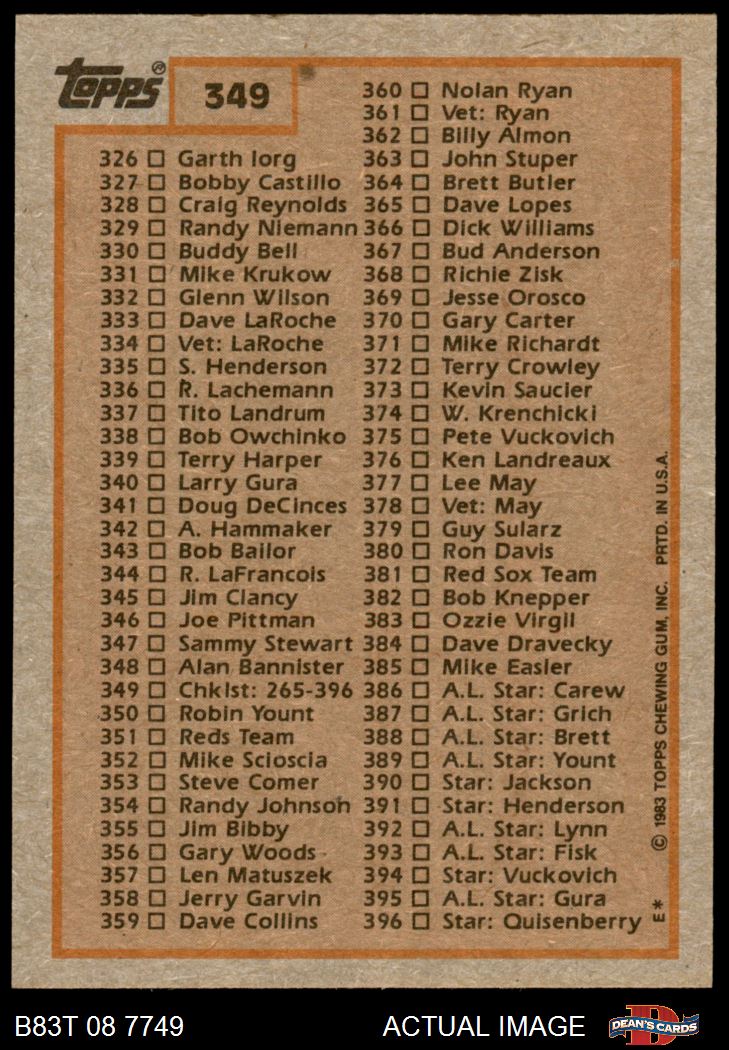 Topps®
349
326 □ Garth Iorg
327 □ Bobby Castillo
328 □ Craig Reynolds
329 □ Randy Niemann
330 □ Buddy Bell
331 □ Mike Krukow
332 □ Glenn Wilson
333 □ Dave LaRoche
334 □ Vet: LaRoche
335 □ S. Henderson
336 □ R. Lachemann
337 □ Tito Landrum
338 □ Bob Owchinko
339 □ Terry Harper
340 □ Larry Gura
341 □ Doug DeCinces
342 □ A. Hammaker
343 □ Bob Bailor
344 □ R. LaFrancois
345 □ Jim Clancy
346 □ Joe Pittman
347 □ Sammy Stewart
348 □ Alan Bannister
349 □ Chklst: 265-396
350 □ Robin Yount
351 □ Reds Team
352 □ Mike Scioscia
353 □ Steve Comer
354 □ Randy Johnson
355 □ Jim Bibby
356 □ Gary Woods
357 □ Len Matuszek
358 □ Jerry Garvin
359 □ Dave Collins
360 □ Nolan Ryan
361 □ Vet: Ryan
362 □ Billy Almon
363 □ John Stuper
364 □ Brett Butler
365 □ Dave Lopes
366 □ Dick Williams
367 □ Bud Anderson
368 □ Richie Zisk
369 □ Jesse Orosco
370 □ Gary Carter
371 □ Mike Richardt
372 □ Terry Crowley
373 □ Kevin Saucier
374 □ W. Krenchicki
375 □ Pete Vuckovich
376 □ Ken Landreaux
377 □ Lee May
378 □ Vet: May
379 □ Guy Sularz
380 □ Ron Davis
381 □ Red Sox Team
382 □ Bob Knepper
383 □ Ozzie Virgil
384 □ Dave Dravecky
385 □ Mike Easler
386 □ A.L. Star: Carew
387 □ A.L. Star: Grich
388 □ A.L. Star: Brett
389 □ A.L. Star: Yount
390 □ Star: Jackson
391 □ Star: Henderson
392 □ A.L. Star: Lynn
393 □ A.L. Star: Fisk
394 □ Star: Vuckovich
395 □ A.L. Star: Gura
396 □ Star: Quisenberry
E* © 1983 TOPPS CHEWING GUM, INC. PRTD. IN U.S.A.
B83T 08 7749
ACTUAL IMAGE
D
DEAN'S CARDS